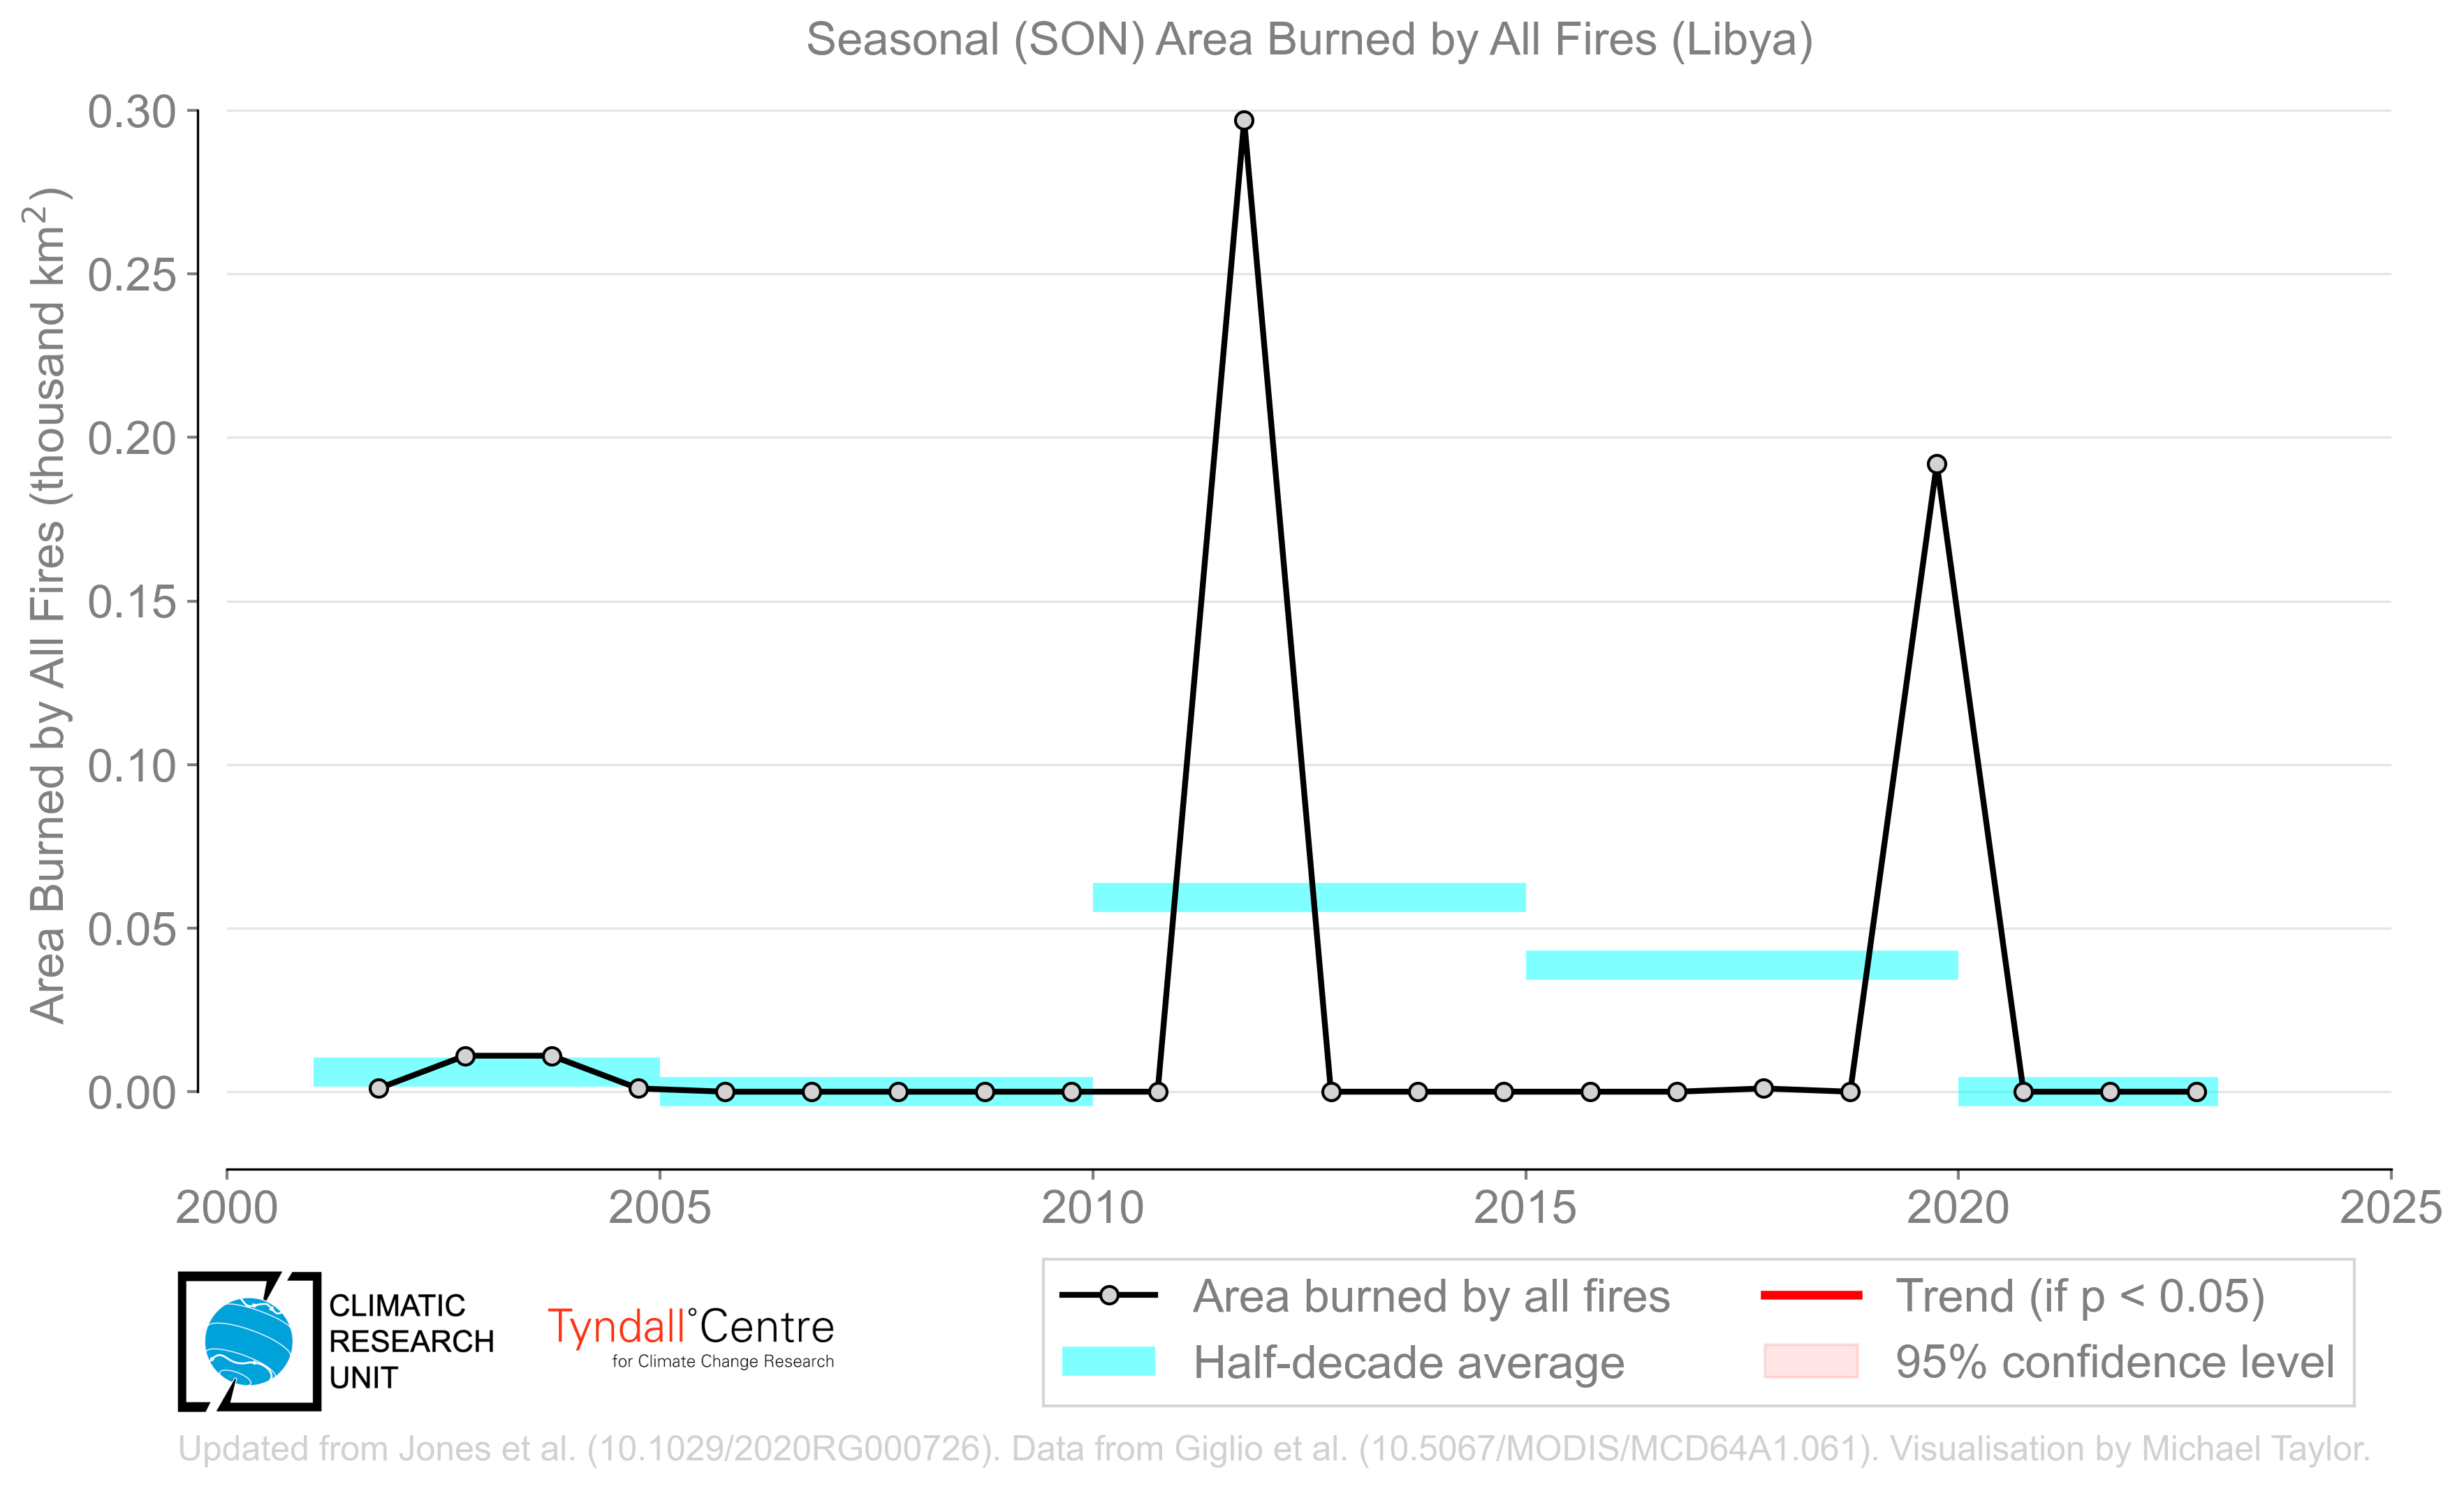 Seasonal (SON) Area Burned by All Fires (Libya)
Area Burned by All Fires (thousand km²)
0.30
0.25
0.20
0.15
0.10
0.05
0.00
2000 2005 2010 2015 2020 2025
CLIMATIC
RESEARCH
UNIT
Tyndall°Centre
for Climate Change Research
Area burned by all fires
Half-decade average
Trend (if p < 0.05)
95% confidence level
Updated from Jones et al. (10.1029/2020RG000726). Data from Giglio et al. (10.5067/MODIS/MCD64A1.061). Visualisation by Michael Taylor.